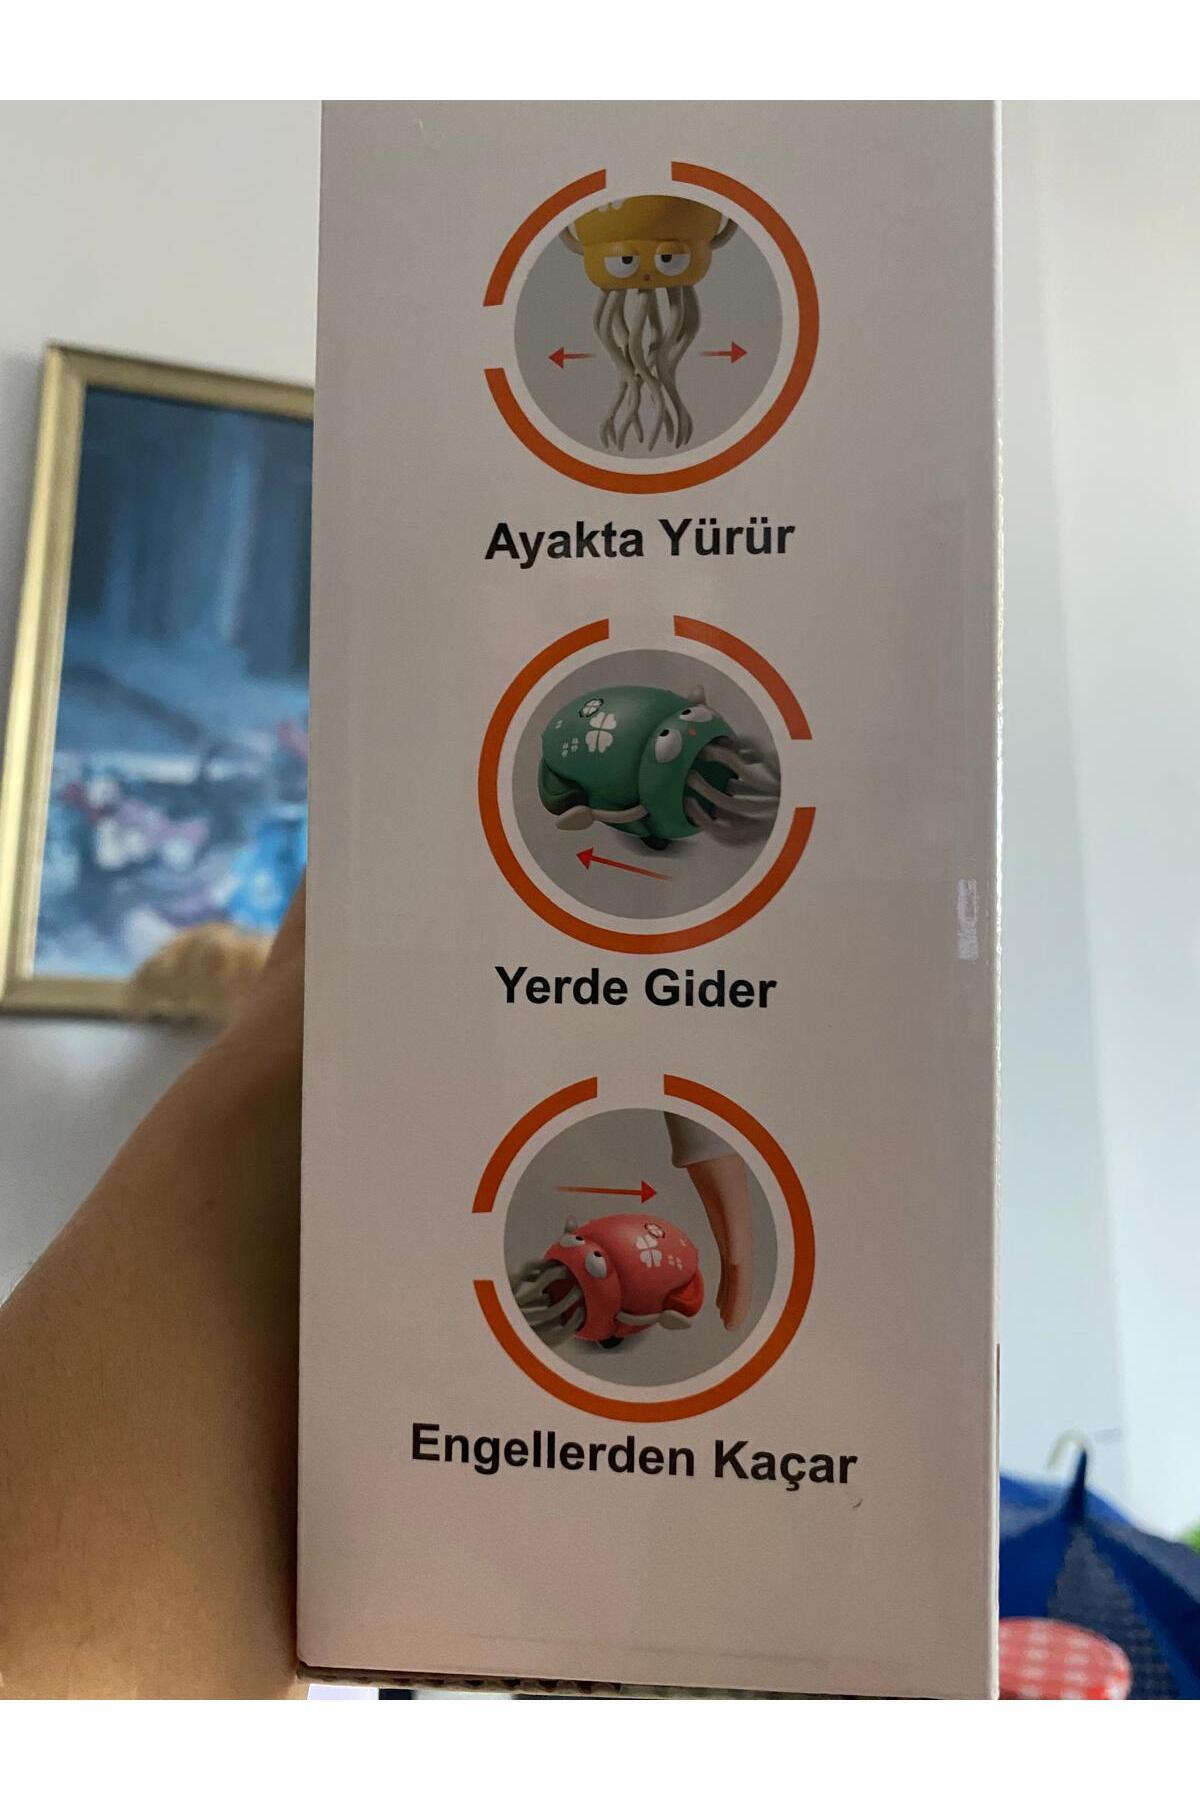 Ayakta Yürür
Yerde Gider
Engellerden Kaçar